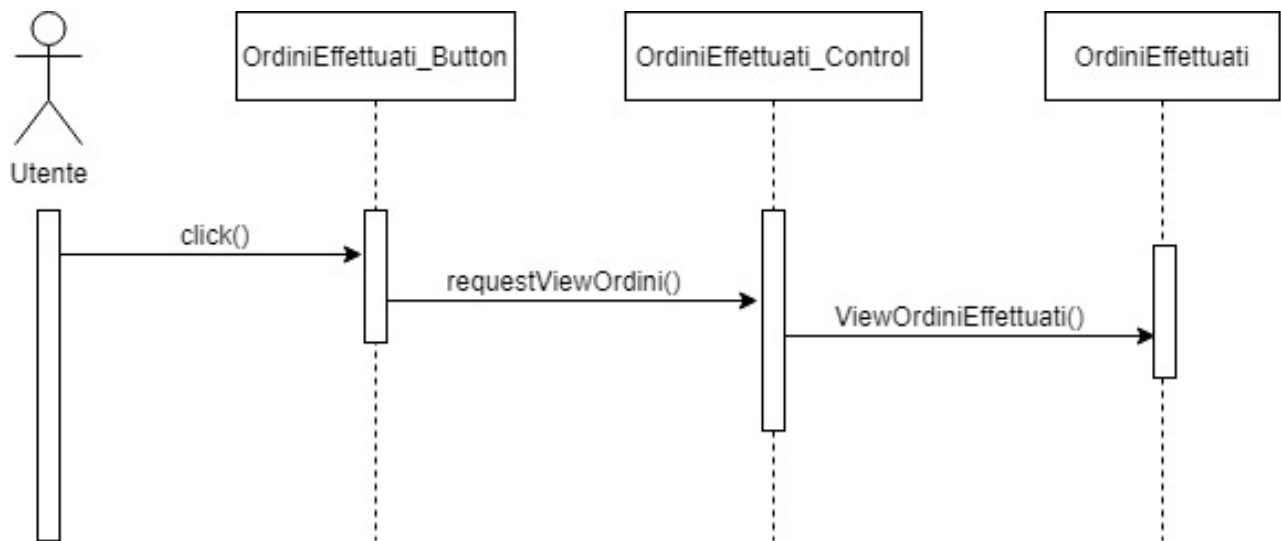 OrdiniEffettuati_Button
OrdiniEffettuati_Control
OrdiniEffettuati
Utente
click()
requestViewOrdini()
ViewOrdiniEffettuati()